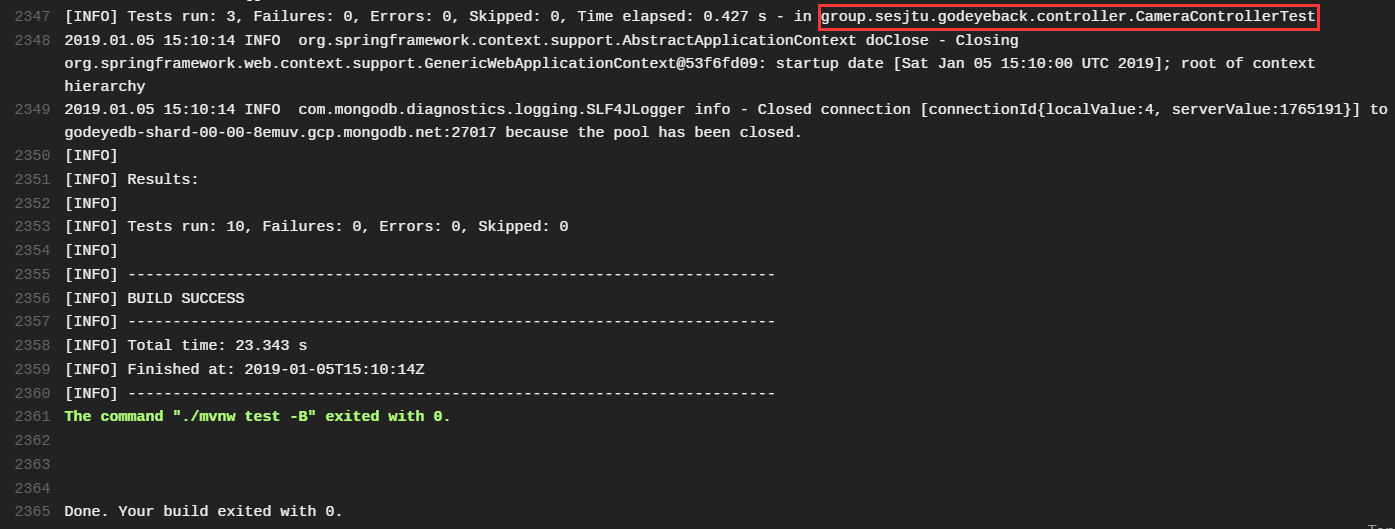 2347 [INFO] Tests run: 3, Failures: 0, Errors: 0, Skipped: 0, Time elapsed: 0.427 s - in group.sesjtu.godeyeback.controller.CameraControllerTest
2348 2019.01.05 15:10:14 INFO  org.springframework.context.support.AbstractApplicationContext doClose - Closing
org.springframework.web.context.support.GenericWebApplicationContext@53f6fd09: startup date [Sat Jan 05 15:10:00 UTC 2019]; root of context
hierarchy
2349 2019.01.05 15:10:14 INFO  com.mongodb.diagnostics.logging.SLF4JLogger info - Closed connection [connectionId{localValue:4, serverValue:1765191}] to
godeyedb-shard-00-00-8emuv.gcp.mongodb.net:27017 because the pool has been closed.
2350 [INFO]
2351 [INFO] Results:
2352 [INFO]
2353 [INFO] Tests run: 10, Failures: 0, Errors: 0, Skipped: 0
2354 [INFO]
2355 [INFO] ------------------------------------------------------------------------
2356 [INFO] BUILD SUCCESS
2357 [INFO] ------------------------------------------------------------------------
2358 [INFO] Total time: 23.343 s
2359 [INFO] Finished at: 2019-01-05T15:10:14Z
2360 [INFO] ------------------------------------------------------------------------
2361 The command "./mvnw test -B" exited with 0.
2362
2363
2364
2365 Done. Your build exited with 0.